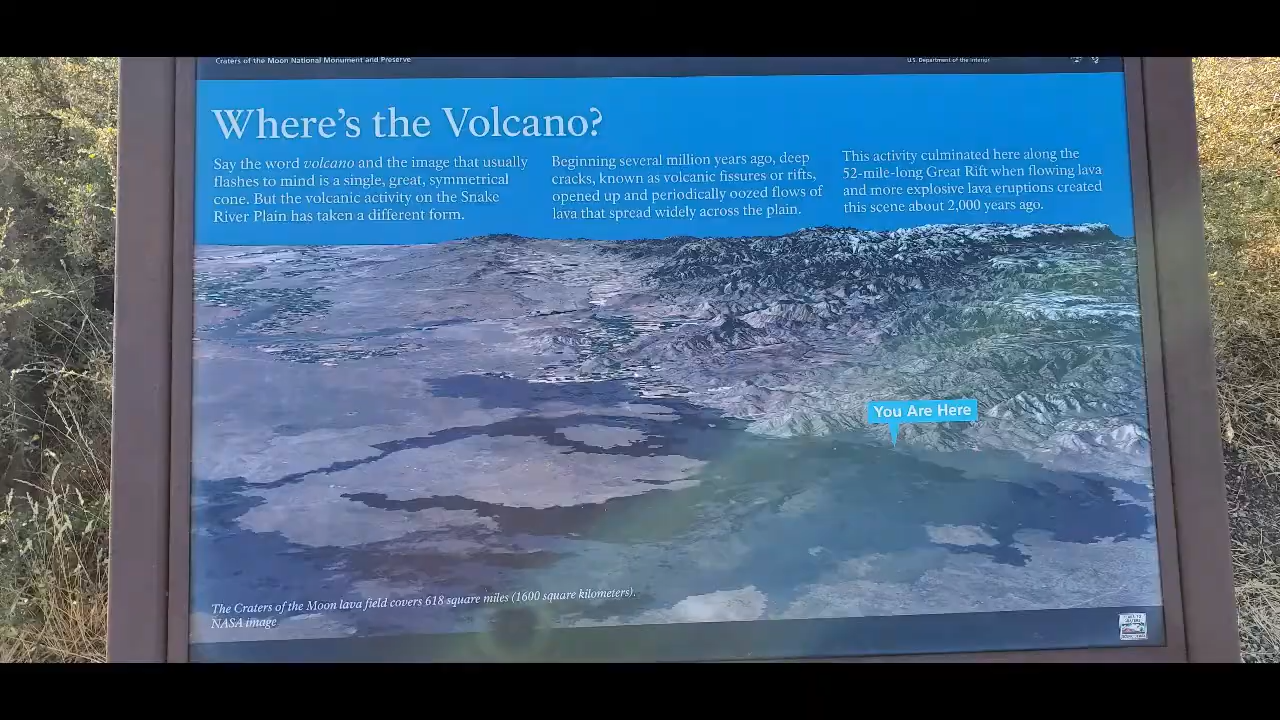 Craters of the Moon National Monument and Preserve
U.S. Department of the Interior
Where's the Volcano?
Say the word volcano and the image that usually
flashes to mind is a single, great, symmetrical
cone. But the volcanic activity on the Snake
River Plain has taken a different form.
Beginning several million years ago, deep
cracks, known as volcanic fissures or rifts,
opened up and periodically oozed flows of
lava that spread widely across the plain.
This activity culminated here along the
52-mile-long Great Rift when flowing lava
and more explosive lava eruptions created
this scene about 2,000 years ago.
You Are Here
The Craters of the Moon lava field covers 618 square miles (1600 square kilometers).
NASA image